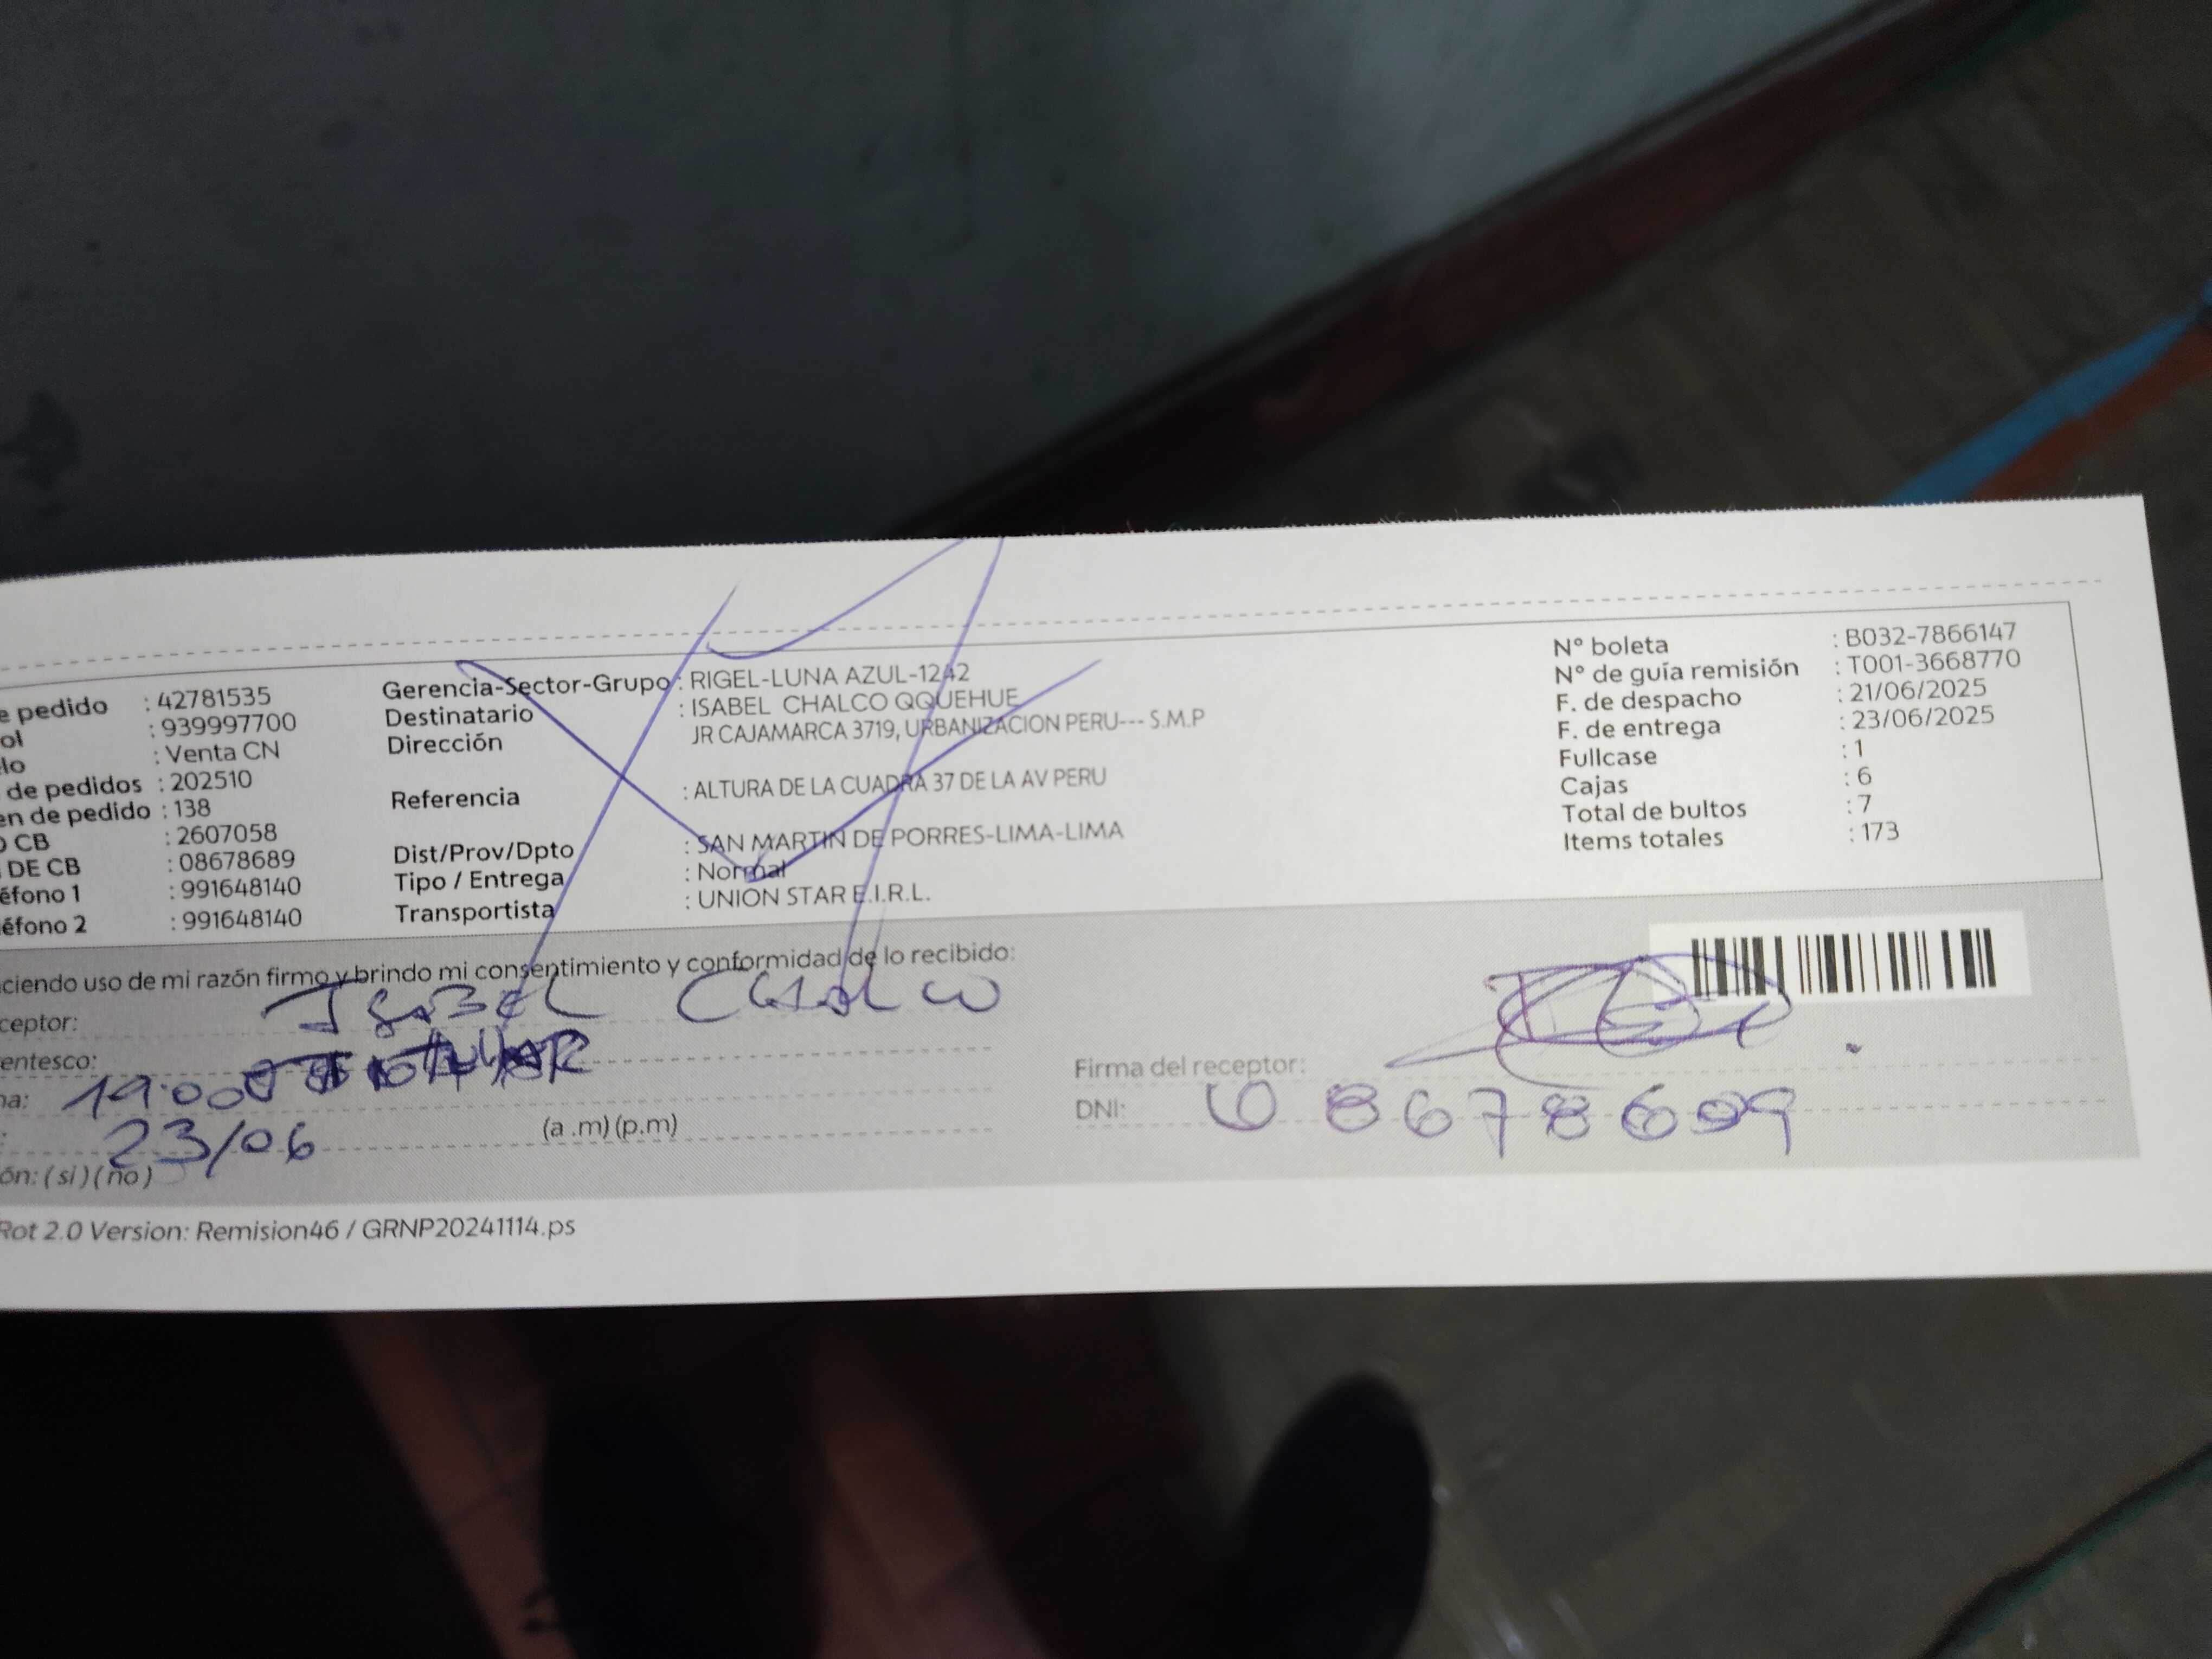 e pedido : 42781535
ol : 939997700
lo : Venta CN
de pedidos : 202510
en de pedido : 138
O CB : 2607058
DE CB : 08678689
éfono 1 : 991648140
éfono 2 : 991648140
Gerencia-Sector-Grupo : RIGEL-LUNA AZUL-1242
Destinatario : ISABEL CHALCO QQUEHUE
Dirección JR CAJAMARCA 3719, URBANIZACION PERU--- S.M.P
Referencia : ALTURA DE LA CUADRA 37 DE LA AV PERU
Dist/Prov/Dpto : SAN MARTIN DE PORRES-LIMA-LIMA
Tipo / Entrega : Normal
Transportista : UNION STAR E.I.R.L.
N° boleta : B032-7866147
N° de guía remisión : T001-3668770
F. de despacho : 21/06/2025
F. de entrega : 23/06/2025
Fullcase : 1
Cajas : 6
Total de bultos : 7
Items totales : 173
ciendo uso de mi razón firmo y brindo mi consentimiento y conformidad de lo recibido:
ceptor: Isabel Chalco
entesco:
na: 19:00
: 23/06 (a .m) (p.m)
ón: (si) (no)
Firma del receptor:
DNI:
Rot 2.0 Version: Remision46 / GRNP20241114.ps